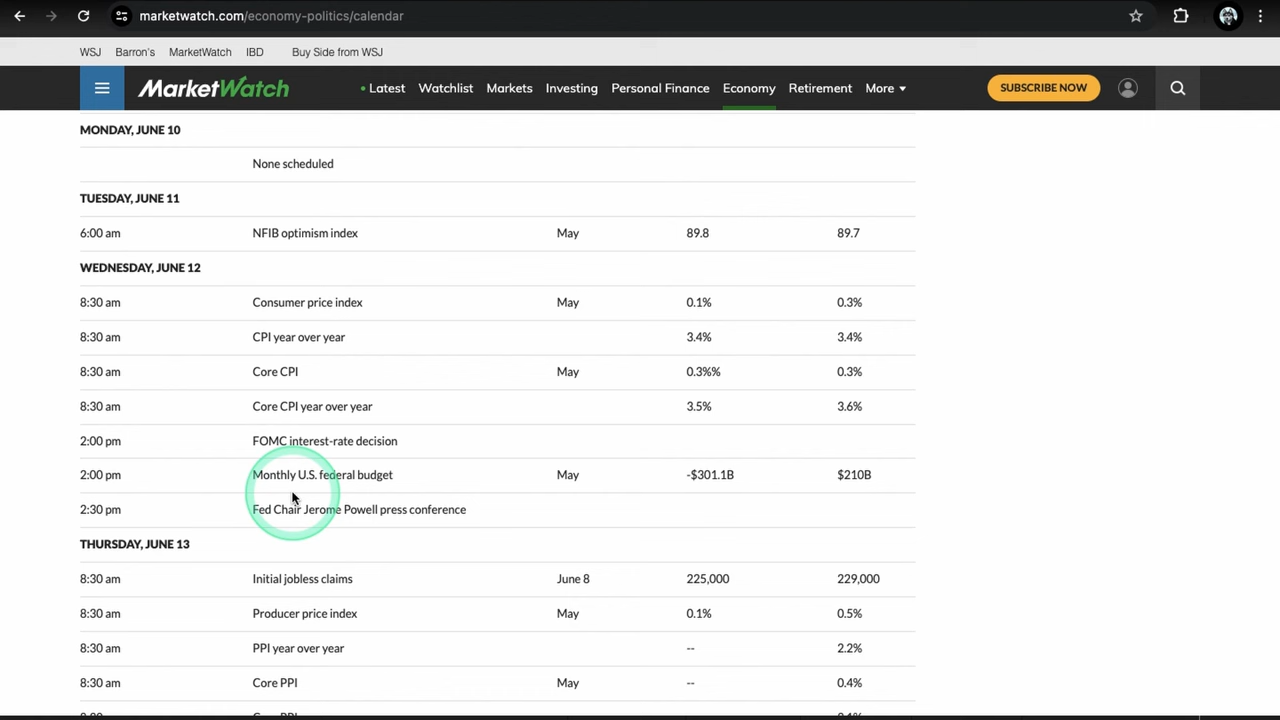 marketwatch.com/economy-politics/calendar
WSJ Barron's MarketWatch IBD Buy Side from WSJ
MarketWatch • Latest Watchlist Markets Investing Personal Finance Economy Retirement More SUBSCRIBE NOW
MONDAY, JUNE 10
None scheduled
TUESDAY, JUNE 11
6:00 am NFIB optimism index May 89.8 89.7
WEDNESDAY, JUNE 12
8:30 am Consumer price index May 0.1% 0.3%
8:30 am CPI year over year 3.4% 3.4%
8:30 am Core CPI May 0.3%% 0.3%
8:30 am Core CPI year over year 3.5% 3.6%
2:00 pm FOMC interest-rate decision
2:00 pm Monthly U.S. federal budget May -$301.1B $210B
2:30 pm Fed Chair Jerome Powell press conference
THURSDAY, JUNE 13
8:30 am Initial jobless claims June 8 225,000 229,000
8:30 am Producer price index May 0.1% 0.5%
8:30 am PPI year over year -- 2.2%
8:30 am Core PPI May -- 0.4%